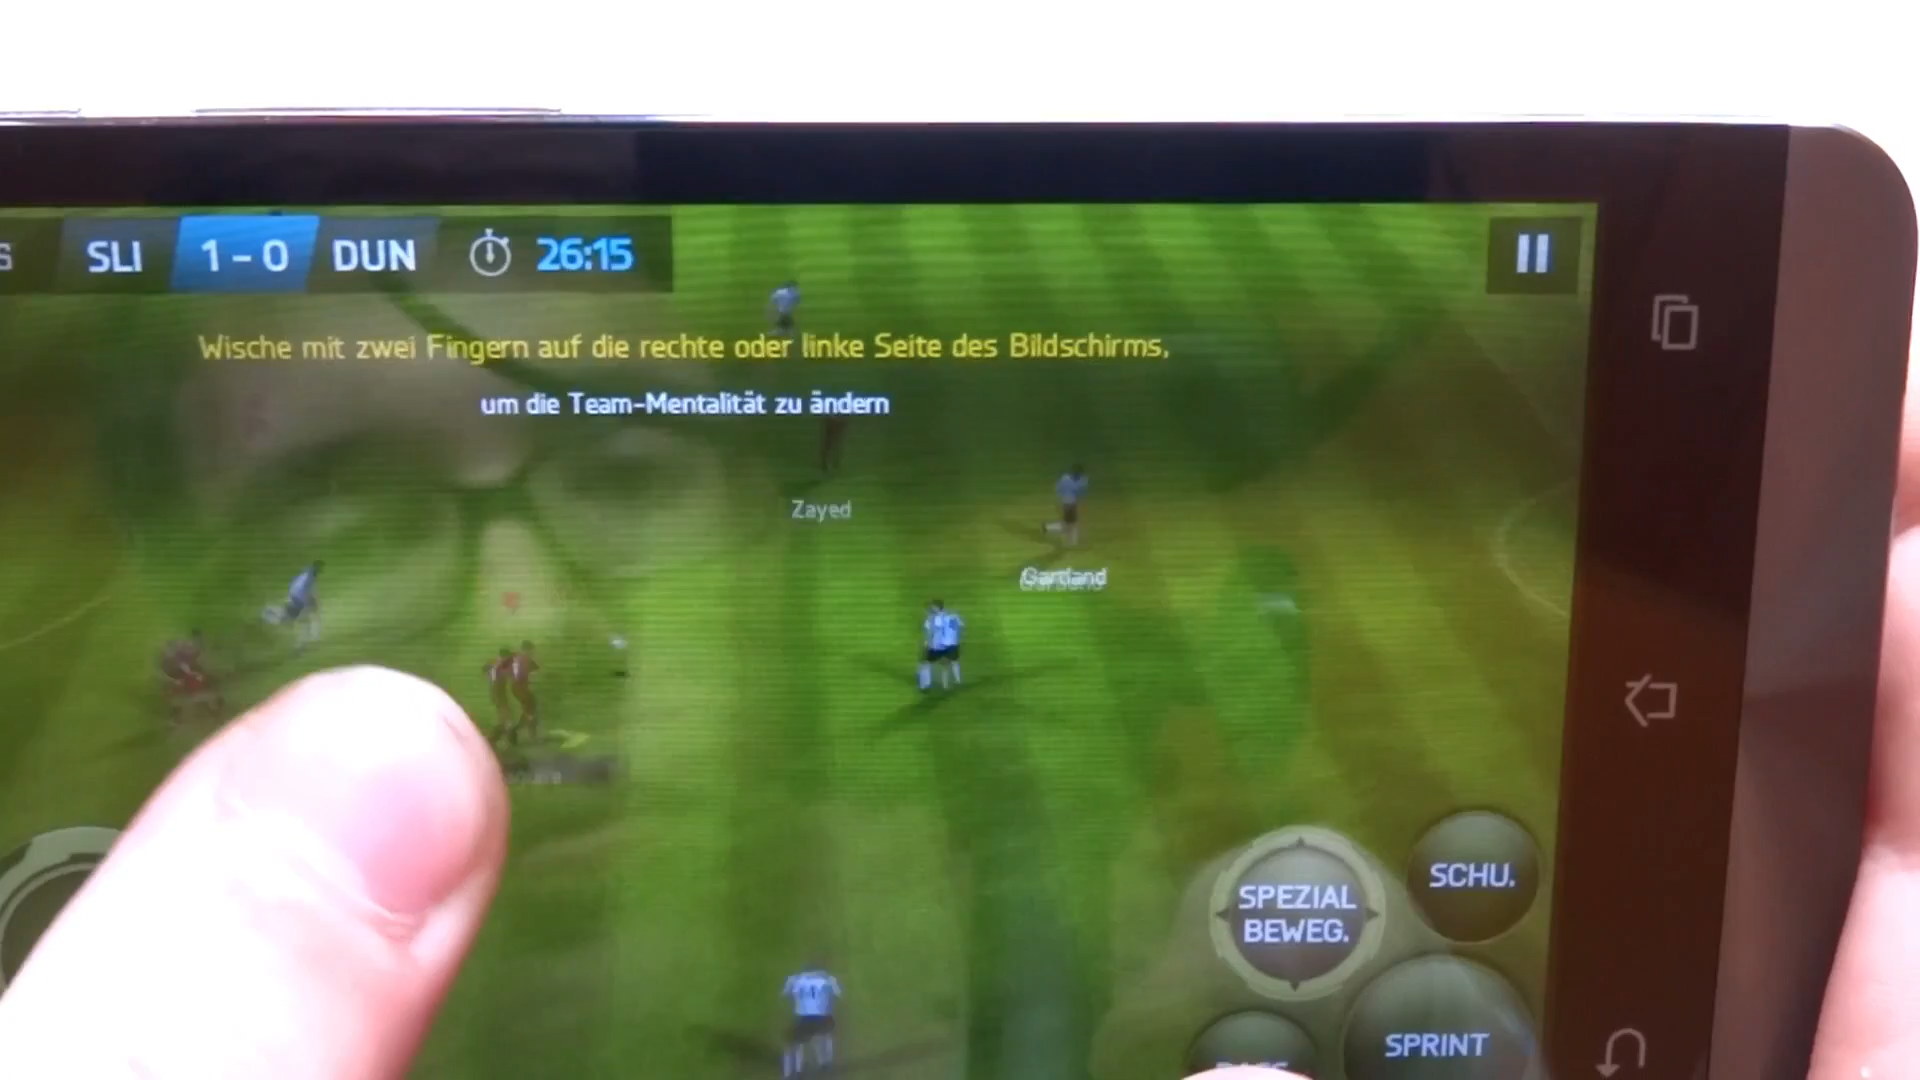 SLI 1-0 DUN 26:15
Wische mit zwei Fingern auf die rechte oder linke Seite des Bildschirms,
um die Team-Mentalität zu ändern
Zayed
Gartland
SCHU.
SPEZIAL
BEWEG.
SPRINT